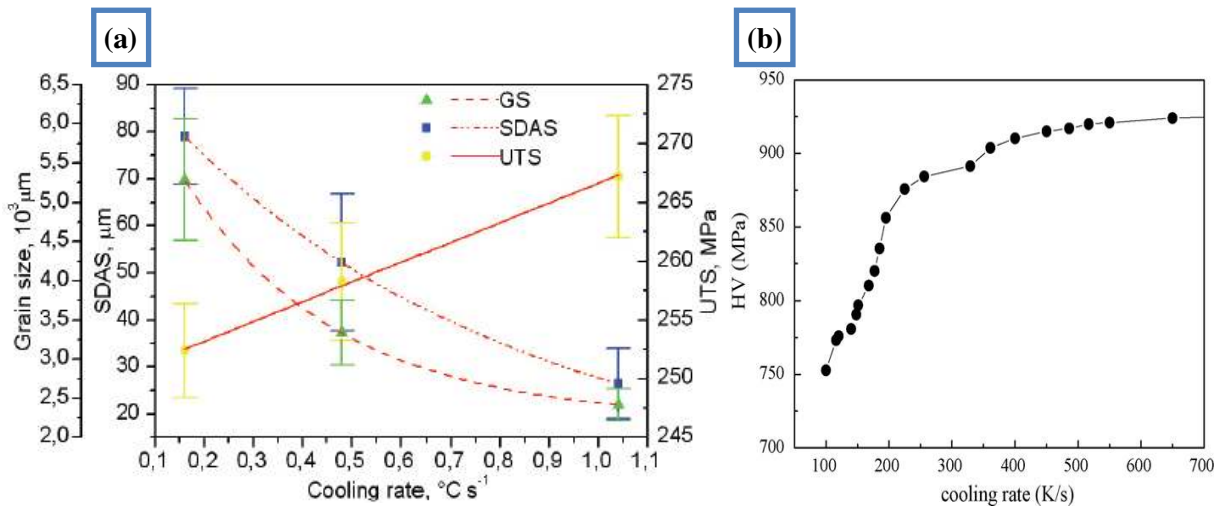 (a)
6,5
6,0
5,5
5,0
4,5
4,0
3,5
3,0
2,5
2,0
Grain size, 10³μm
90
80
70
60
50
40
30
20
SDAS, μm
GS
SDAS
UTS
275
270
265
260
255
250
245
UTS, MPa
0,1 0,2 0,3 0,4 0,5 0,6 0,7 0,8 0,9 1,0 1,1
Cooling rate, °C s⁻¹
(b)
950
900
850
800
750
700
HV (MPa)
100 200 300 400 500 600 700
cooling rate (K/s)